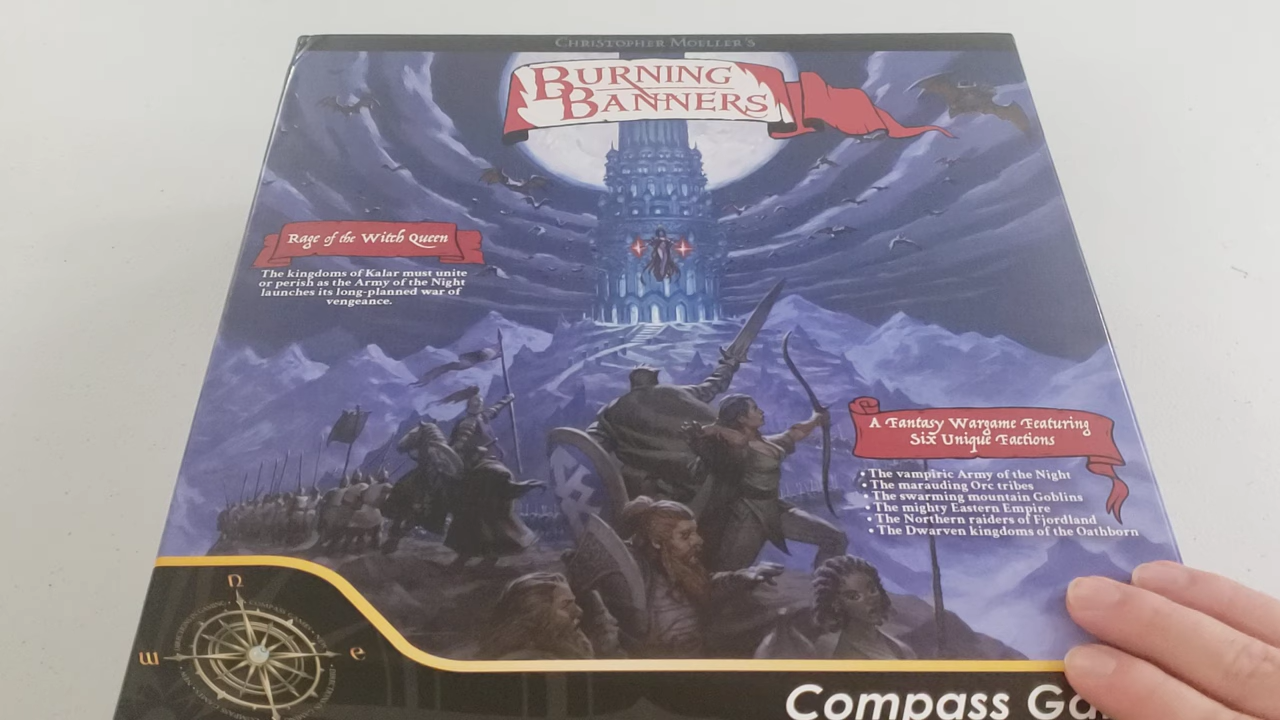 Christopher Moeller's
Burning
Banners
Rage of the Witch Queen
The kingdoms of Kalar must unite
or perish as the Army of the Night
launches its long-planned war of
vengeance.
A Fantasy Wargame Featuring
Six Unique Factions
• The vampiric Army of the Night
• The marauding Orc tribes
• The swarming mountain Goblins
• The mighty Eastern Empire
• The Northern raiders of Fjordland
• The Dwarven kingdoms of the Oathborn
n
w e
Compass